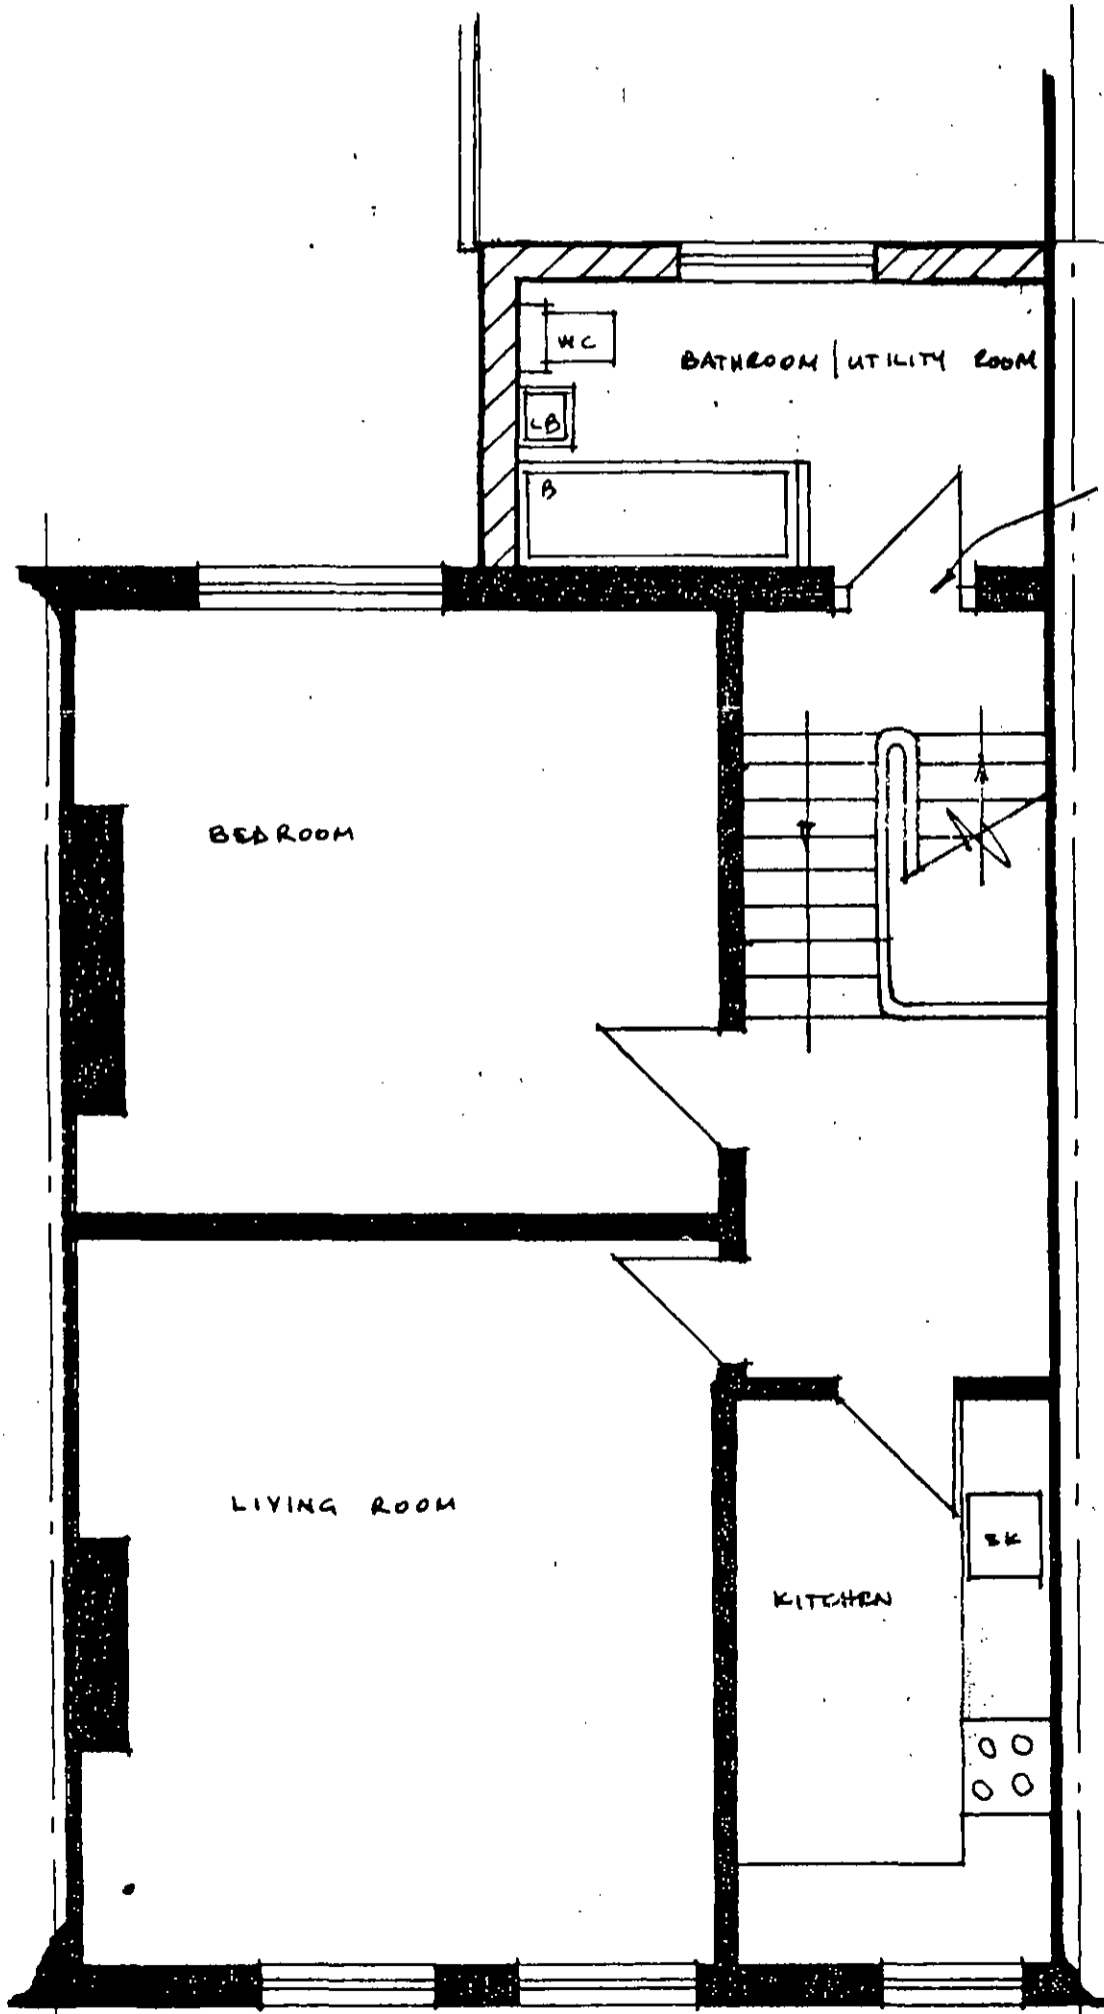 WC
BATHROOM | UTILITY ROOM
LB
B
BEDROOM
LIVING ROOM
SK
KITCHEN